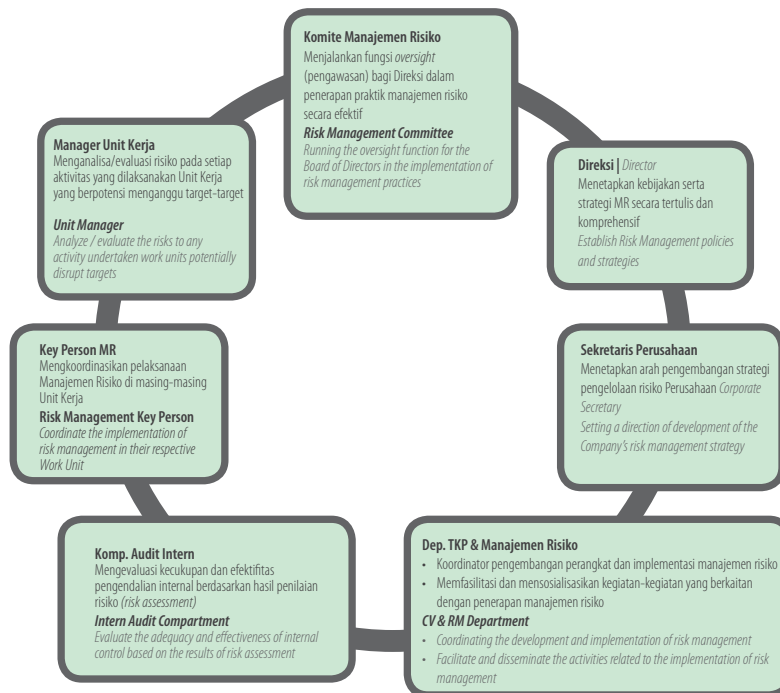 Komite Manajemen Risiko
Menjalankan fungsi oversight
(pengawasan) bagi Direksi dalam
penerapan praktik manajemen risiko
secara efektif
Risk Management Committee
Running the oversight function for the
Board of Directors in the implementation of
risk management practices
Direksi | Director
Menetapkan kebijakan serta
strategi MR secara tertulis dan
komprehensif
Establish Risk Management policies
and strategies
Sekretaris Perusahaan
Menetapkan arah pengembangan strategi
pengelolaan risiko Perusahaan Corporate
Secretary
Setting a direction of development of the
Company's risk management strategy
Dep. TKP & Manajemen Risiko
• Koordinator pengembangan perangkat dan implementasi manajemen risiko
• Memfasilitasi dan mensosialisasikan kegiatan-kegiatan yang berkaitan
dengan penerapan manajemen risiko
CV & RM Department
• Coordinating the development and implementation of risk management
• Facilitate and disseminate the activities related to the implementation of risk
management
Komp. Audit Intern
Mengevaluasi kecukupan dan efektifitas
pengendalian internal berdasarkan hasil penilaian
risiko (risk assessment)
Intern Audit Compartment
Evaluate the adequacy and effectiveness of internal
control based on the results of risk assessment
Key Person MR
Mengkoordinasikan pelaksanaan
Manajemen Risiko di masing-masing
Unit Kerja
Risk Management Key Person
Coordinate the implementation of
risk management in their respective
Work Unit
Manager Unit Kerja
Menganalisa/evaluasi risiko pada setiap
aktivitas yang dilaksanakan Unit Kerja
yang berpotensi menganggu target-target
Unit Manager
Analyze / evaluate the risks to any
activity undertaken work units potentially
disrupt targets